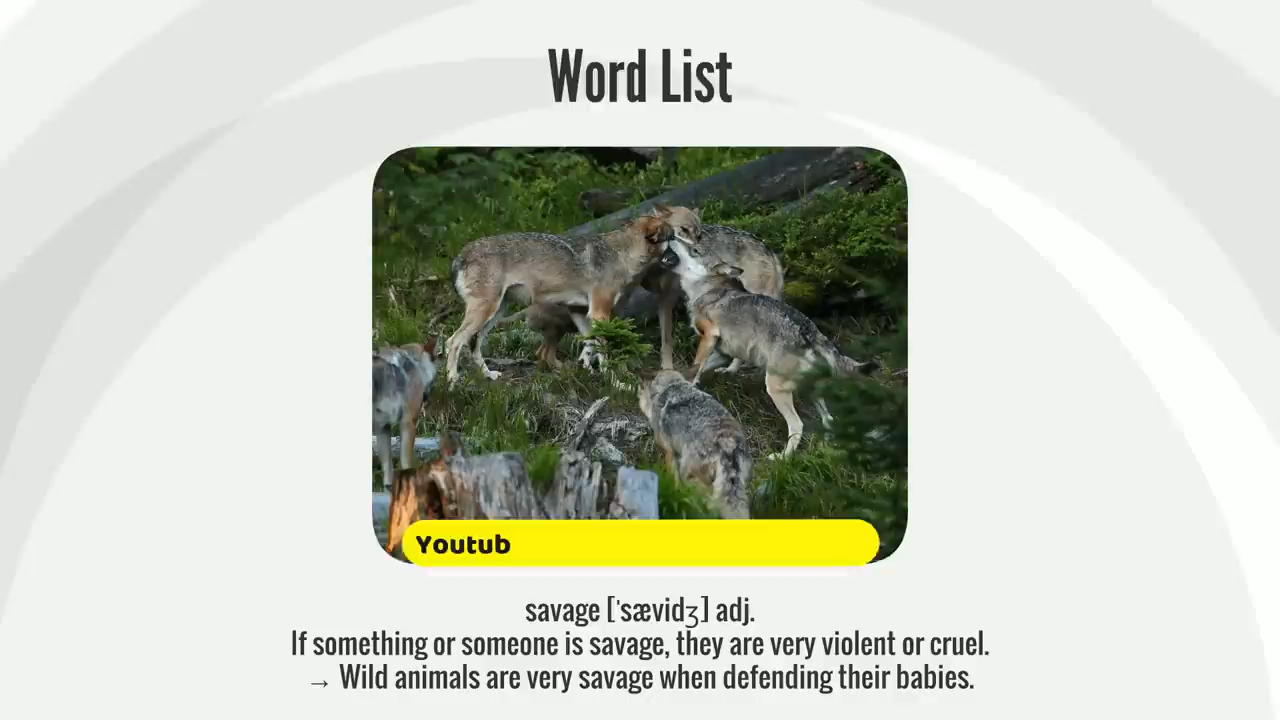 Word List
Youtub
savage [ˈsævidʒ] adj.
If something or someone is savage, they are very violent or cruel.
→ Wild animals are very savage when defending their babies.